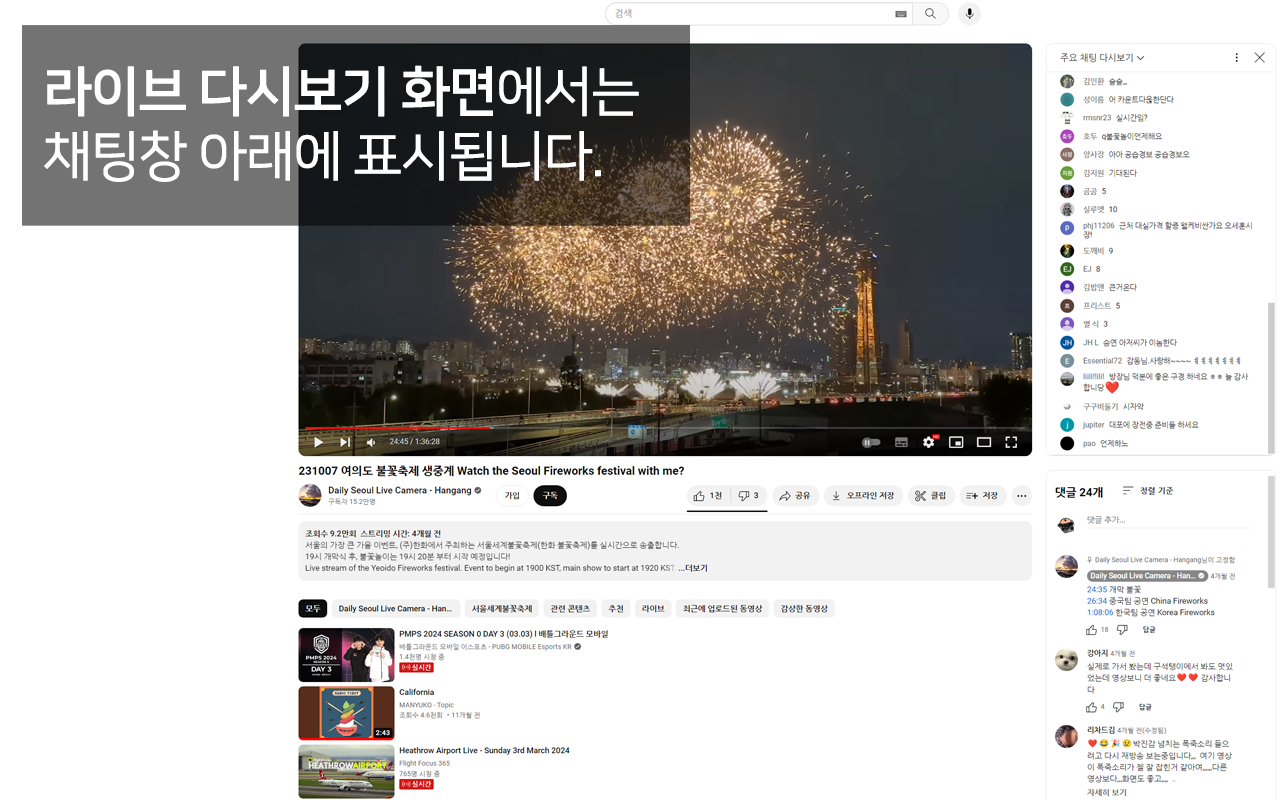 검색
라이브 다시보기 화면에서는
채팅창 아래에 표시됩니다.
24:45 / 1:36:28
231007 여의도 불꽃축제 생중계 Watch the Seoul Fireworks festival with me?
Daily Seoul Live Camera - Hangang
구독자 15.2만명
가입
구독
1천
3
공유
오프라인 저장
클립
저장
조회수 9.2만회 스트리밍 시간: 4개월 전
서울의 가장 큰 가을 이벤트, (주)한화에서 주최하는 서울세계불꽃축제(한화 불꽃축제)를 실시간으로 송출합니다.
19시 개막식 후, 불꽃놀이는 19시 20분 부터 시작 예정입니다!
Live stream of the Yeoido Fireworks festival. Event to begin at 1900 KST, main show to start at 1920 KST. ...더보기
모두
Daily Seoul Live Camera - Han...
서울세계불꽃축제
관련 콘텐츠
추천
라이브
최근에 업로드된 동영상
감상한 동영상
PMPS 2024
SEASON 0
DAY 3
PMPS 2024 SEASON 0 DAY 3 (03.03) l 배틀그라운드 모바일
배틀그라운드 모바일 이스포츠 - PUBG MOBILE Esports KR
1.4천명 시청 중
실시간
2:43
California
MANYUKO - Topic
조회수 4.6천회 • 11개월 전
HEATHROW AIRPORT
Heathrow Airport Live - Sunday 3rd March 2024
Flight Focus 365
765명 시청 중
실시간
주요 채팅 다시보기
김인환 슬슬,,,
성이름 어 카운트다운한단다
rmsnr23 실시간임?
호두 호두 q불꽃놀이언제해요
사장 양사장 아아 공습경보 공습경보오
지원 김지원 기대된다
공공 5
실루엣 10
P phj11206 근처 대실가격 할증 랠케비싼가요 오세훈시
장!
도깨비 9
EJ EJ 8
김밥맨 큰거온다
프 프리스트 5
별 식 3
JH JH L 승연 아저씨가 이놈한다
E Essential72 감동님.사랑해~~~~ ㅕㅕㅕㅕㅕㅕㅕ
liili!!lili! 방장님 덕분에 좋은 구경 하네요 ㅎㅎ 늘 감사
합니당❤️
구구비둘기 시자악
j jupiter 대포에 장전중 준비들 하세요
pao 언제하노
댓글 24개
정렬 기준
댓글 추가...
Daily Seoul Live Camera - Hangang님이 고정함
Daily Seoul Live Camera - Han... 4개월 전
24:35 개막 불꽃
26:34 중국팀 공연 China Fireworks
1:08:06 한국팀 공연 Korea Fireworks
18
답글
강아지 4개월 전
실제로 가서 봤는데 구석탱이에서 봐도 멋있
었는데 영상보니 더 좋네요❤️❤️ 감사합니
다
4
답글
리차드김 4개월 전(수정됨)
❤️😂🎉😢박진감 넘치는 폭죽소리 들으
려고 다시 재방송 보는중입니다,,, 여기 영상
이 폭죽소리가 젤 잘 잡힌거 같아여,,,,,다른
영상보다,,,화면도 좋고,,,, ..
자세히 보기